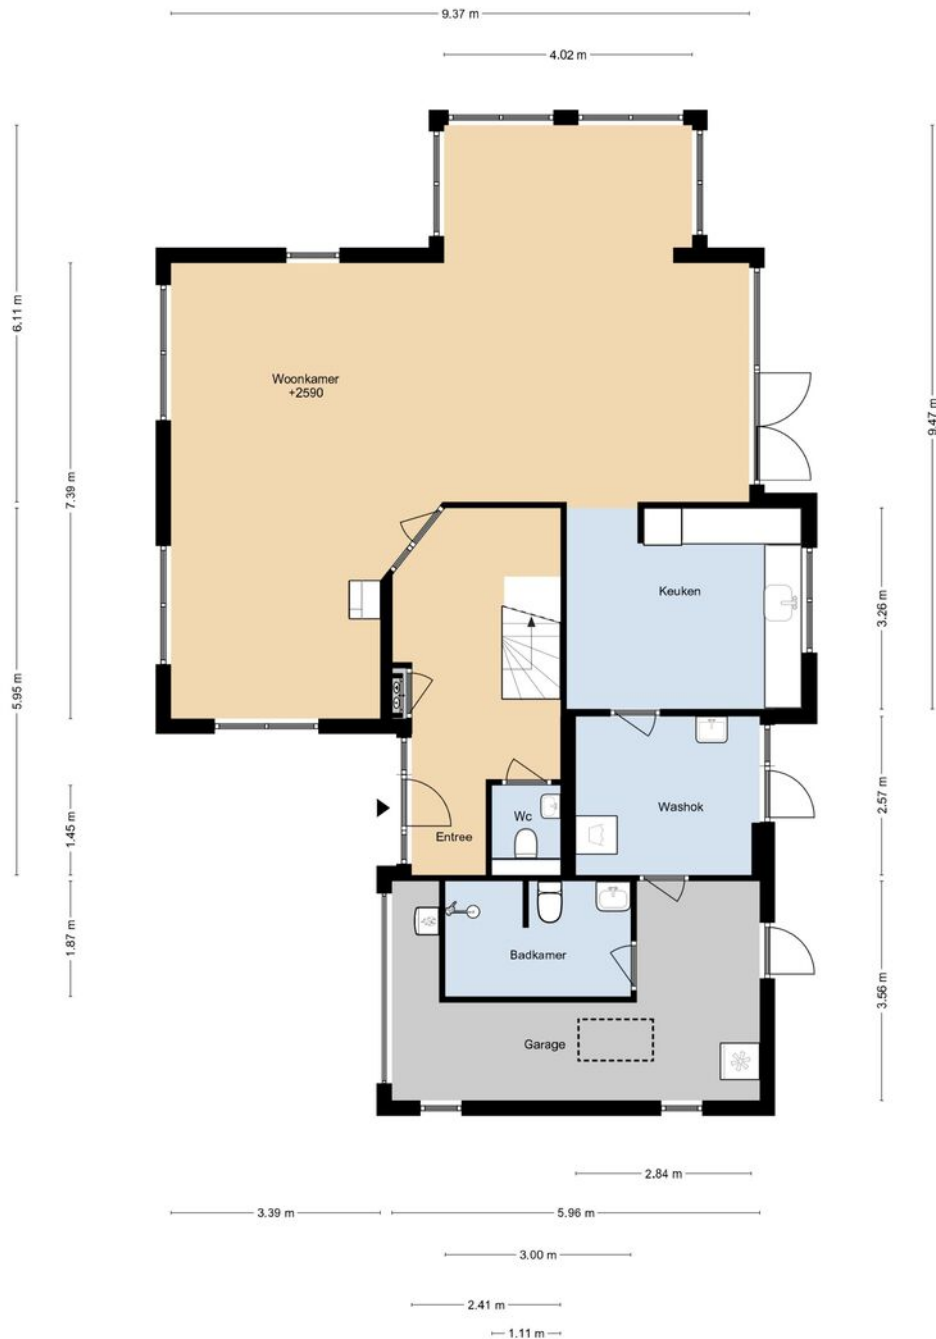 9.37 m
4.02 m
6.11 m
9.47 m
Woonkamer
+2590
7.39 m
Keuken
3.26 m
5.95 m
Washok
2.57 m
Wc
Entree
1.45 m
1.87 m
Badkamer
3.56 m
Garage
2.84 m
3.39 m
5.96 m
3.00 m
2.41 m
1.11 m